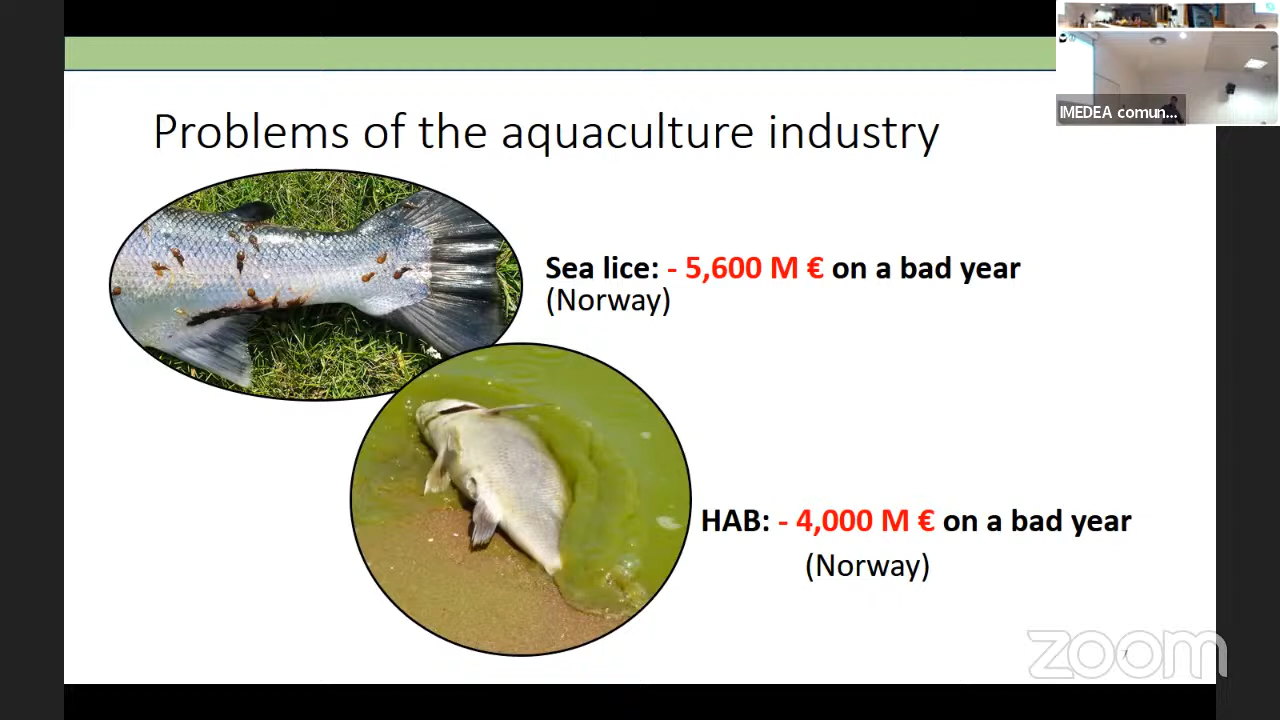 Problems of the aquaculture industry
IMEDEA comun...
Sea lice: - 5,600 M € on a bad year
(Norway)
HAB: - 4,000 M € on a bad year
(Norway)
7
zoom